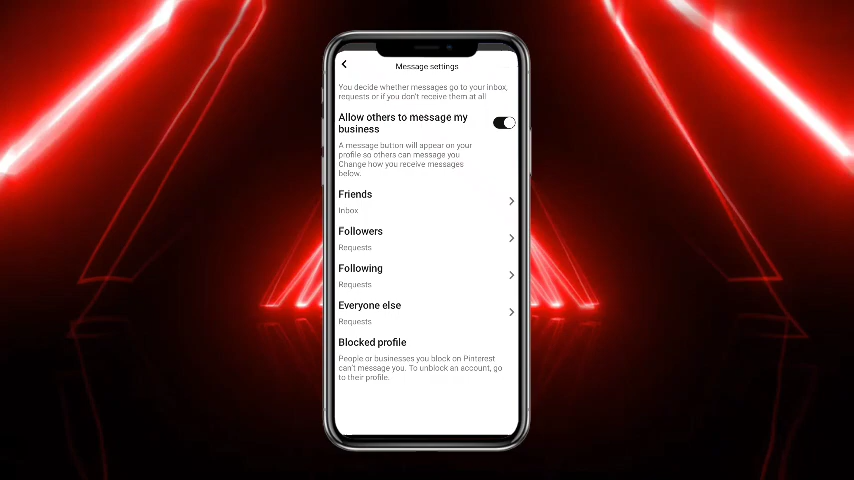 Message settings
You decide whether messages go to your inbox,
requests or if you don't receive them at all
Allow others to message my
business
A message button will appear on your
profile so others can message you
Change how you receive messages
below.
Friends
Inbox
Followers
Requests
Following
Requests
Everyone else
Requests
Blocked profile
People or businesses you block on Pinterest
can't message you. To unblock an account, go
to their profile.